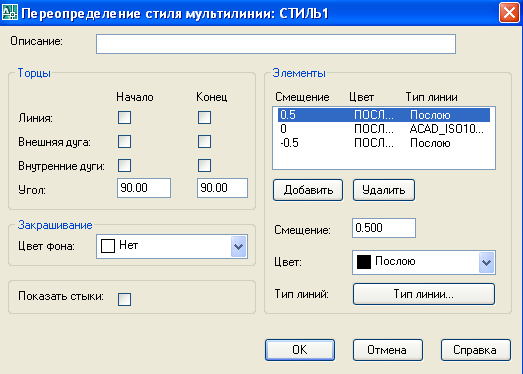 Переопределение стиля мультилинии: СТИЛЬ1
Описание:
Торцы
Начало Конец
Линия:
Внешняя дуга:
Внутренние дуги:
Угол: 90.00 90.00
Закрашивание
Цвет фона: Нет
Показать стыки:
Элементы
Смещение Цвет Тип линии
0.5 ПОСЛ... Послою
0 ПОСЛ... ACAD_ISO10...
-0.5 ПОСЛ... Послою
Добавить Удалить
Смещение: 0.500
Цвет: Послою
Тип линий: Тип линии...
OK Отмена Справка